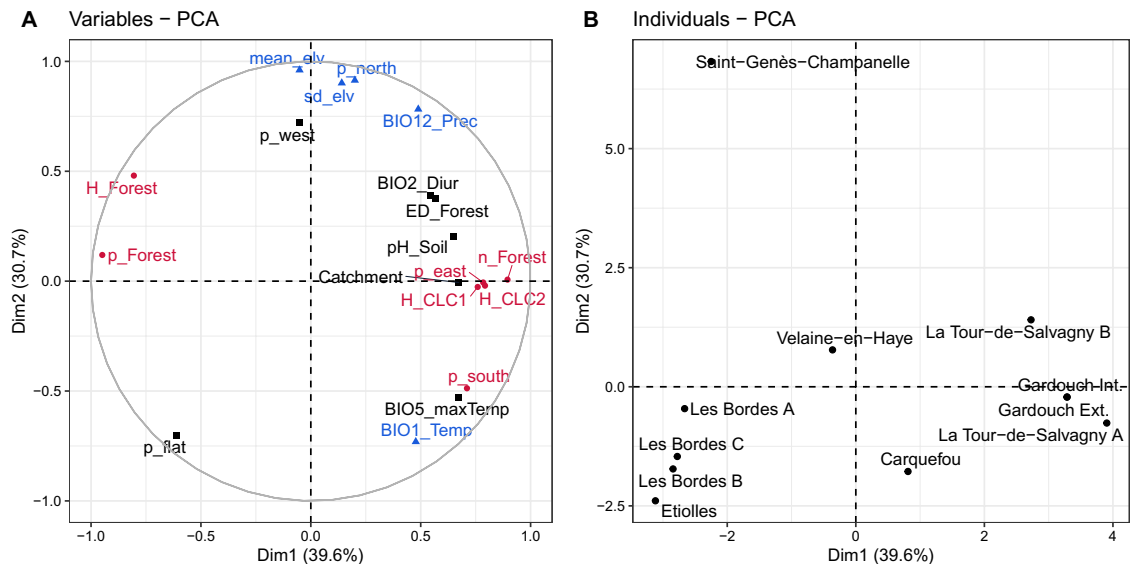 A
Variables − PCA
Dim2 (30.7%)
1.0
0.5
0.0
−0.5
−1.0
mean_elv
p_north
sd_elv
BIO12_Prec
p_west
H_Forest
BIO2_Diur
ED_Forest
pH_Soil
p_Forest
n_Forest
p_east
Catchment
H_CLC1
H_CLC2
p_south
BIO5_maxTemp
BIO1_Temp
p_flat
−1.0
−0.5
0.0
0.5
1.0
Dim1 (39.6%)
B
Individuals − PCA
Dim2 (30.7%)
5.0
2.5
0.0
−2.5
Saint−Genès−Champanelle
La Tour−de−Salvagny B
Velaine−en−Haye
Gardouch Int.
Les Bordes A
Gardouch Ext.
La Tour−de−Salvagny A
Les Bordes C
Carquefou
Les Bordes B
Etiolles
−2
0
2
4
Dim1 (39.6%)